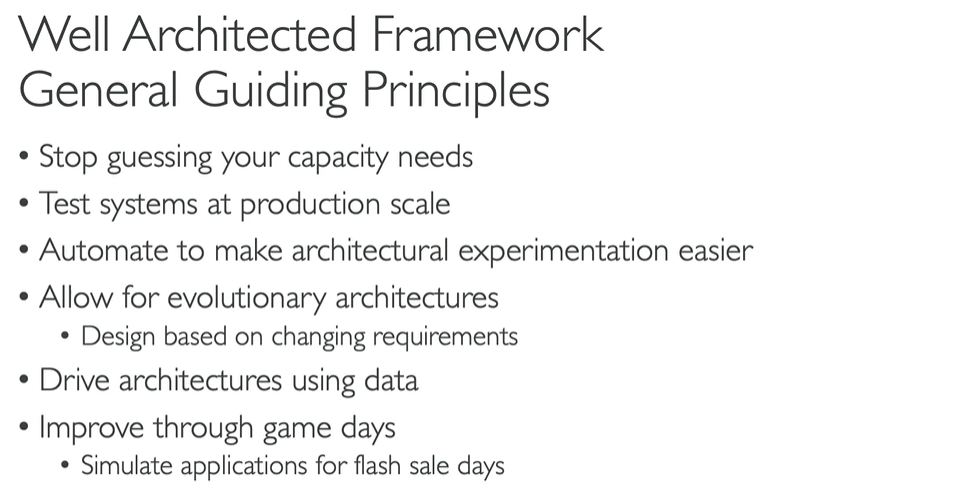 Well Architected Framework
General Guiding Principles
• Stop guessing your capacity needs
• Test systems at production scale
• Automate to make architectural experimentation easier
• Allow for evolutionary architectures
• Design based on changing requirements
• Drive architectures using data
• Improve through game days
• Simulate applications for flash sale days